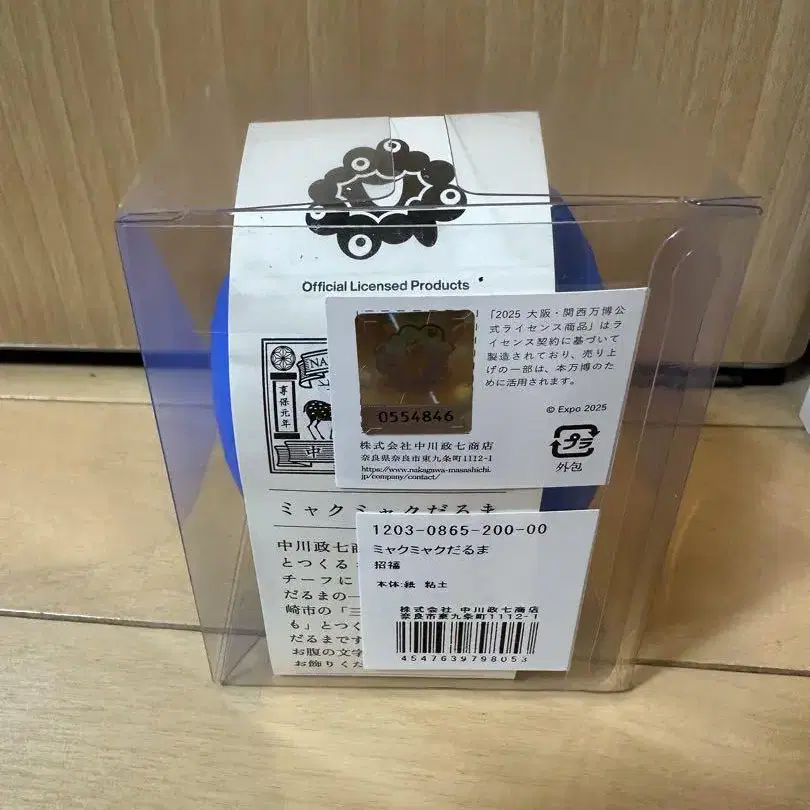 Official Licensed Products
「2025 大阪・関西万博公
式ライセンス商品」はラ
イセンス契約に基づいて
製造されており、売り上
げの一部は、本万博のた
めに活用されます。
0554846
© Expo 2025
プラ
外包
株式会社中川政七商店
奈良県奈良市東九条町1112-1
https://www.nakagawa-masashichi.
jp/company/contact/
NA
享保元年
中
ミャクミャクだるま
中川政七商
とつくる
チーフに
だるまの一
崎市の「三
も」とつく
だるまです
お腹の文字
お飾りくだ
1203-0865-200-00
ミャクミャクだるま
招福
本体:紙 粘土
株式会社 中川政七商店
奈良市東九条町1112-1
4547639798053